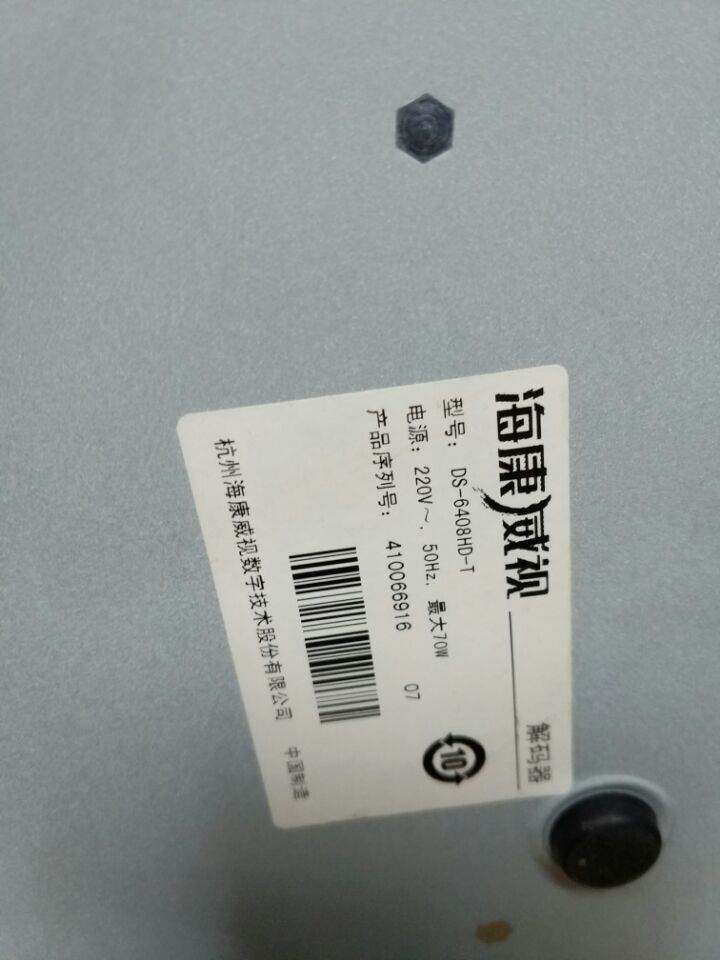 海康威视
解码器
型号: DS-6408HD-T
电源: 220V～, 50Hz, 最大70W
产品序列号: 410066916 07
10
杭州海康威视数字技术股份有限公司 中国制造